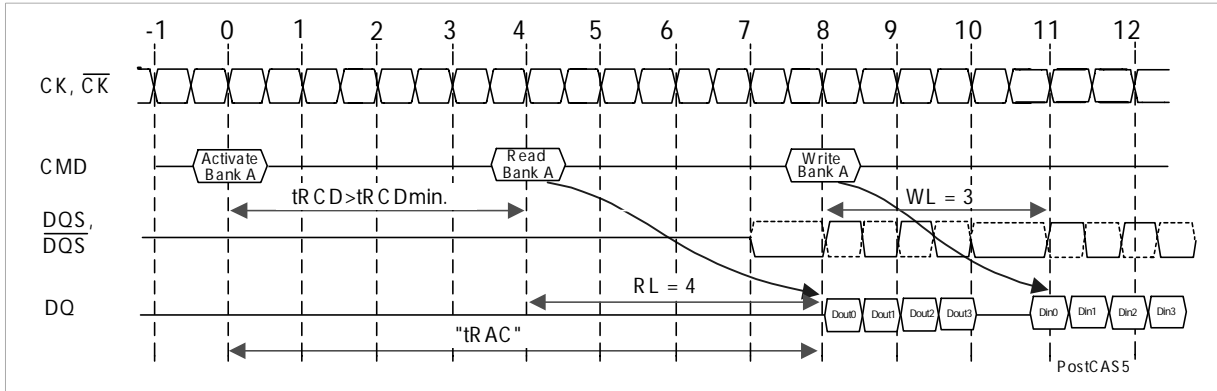 -1 0 1 2 3 4 5 6 7 8 9 10 11 12
CK, CK
CMD
Activate
Bank A
Read
Bank A
Write
Bank A
tRCD>tRCDmin.
WL = 3
DQS,
DQS
RL = 4
DQ
Dout0 Dout1 Dout2 Dout3 Din0 Din1 Din2 Din3
"tRAC"
PostCAS5